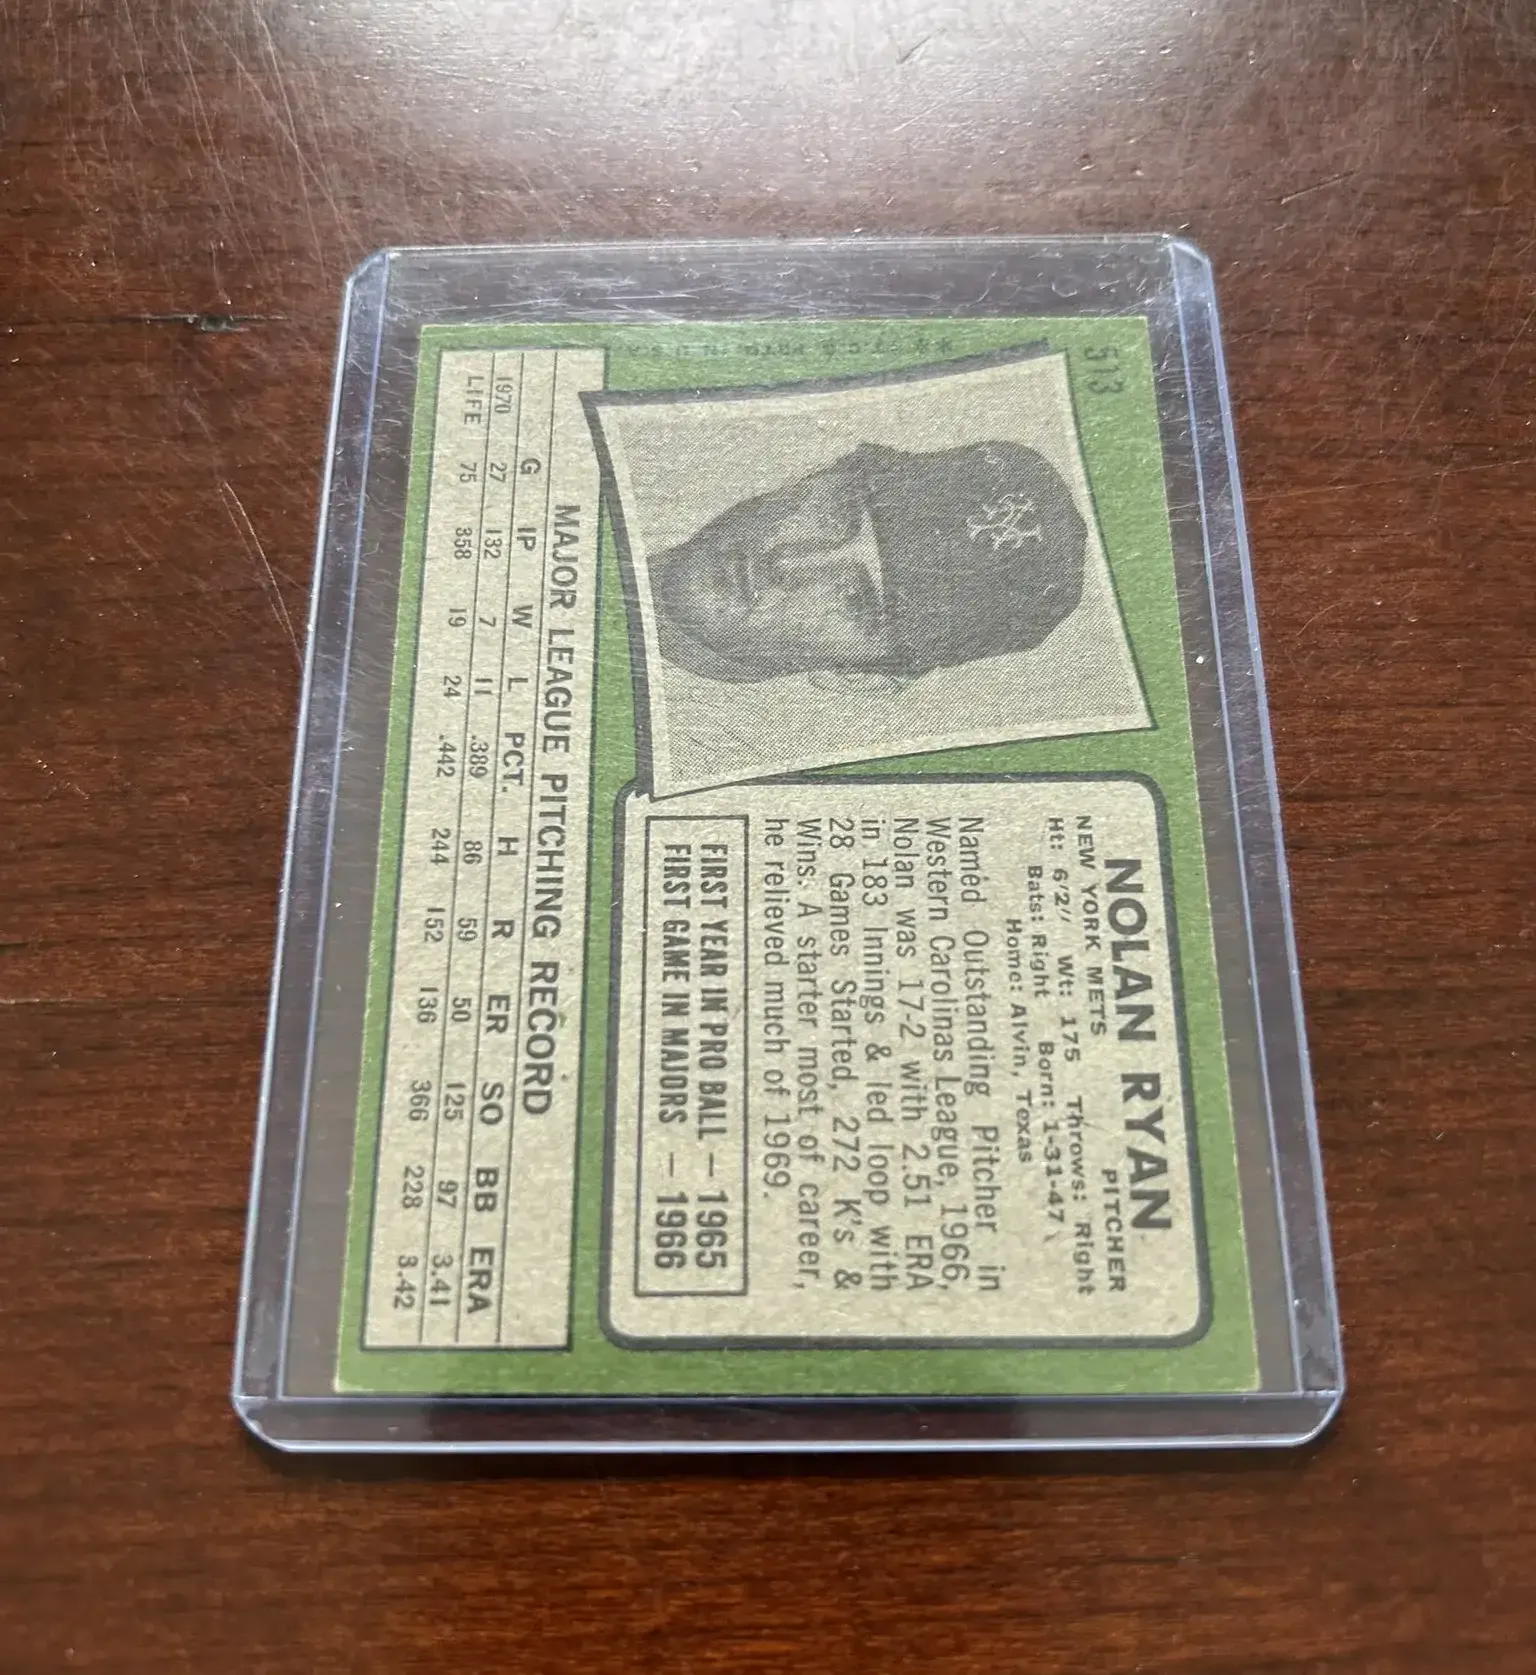 513
NOLAN RYAN
PITCHER
NEW YORK METS
Ht: 6'2" Wt: 175 Throws: Right
Bats: Right Born: 1-31-47
Home: Alvin, Texas
Named Outstanding Pitcher in
Western Carolinas League, 1966,
Nolan was 17-2 with 2.51 ERA
in 183 Innings & led loop with
28 Games Started, 272 K's &
Wins. A starter most of career,
he relieved much of 1969.
FIRST YEAR IN PRO BALL — 1965
FIRST GAME IN MAJORS — 1966
NY
MAJOR LEAGUE PITCHING RECORD
G IP W L PCT. H R ER SO BB ERA
1970 27 132 7 11 .389 86 59 50 125 97 3.41
LIFE 75 358 19 24 .442 244 152 136 366 228 3.42